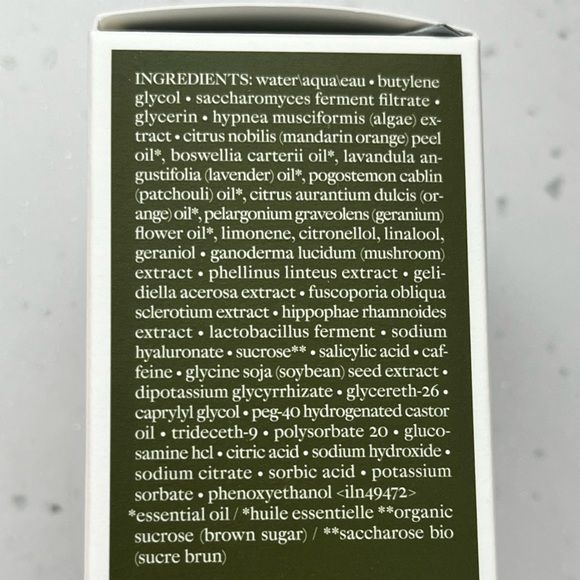 INGREDIENTS: water\aqua\eau • butylene
glycol • saccharomyces ferment filtrate •
glycerin • hypnea musciformis (algae) ex-
tract • citrus nobilis (mandarin orange) peel
oil*, boswellia carterii oil*, lavandula an-
gustifolia (lavender) oil*, pogostemon cablin
(patchouli) oil*, citrus aurantium dulcis (or-
ange) oil*, pelargonium graveolens (geranium)
flower oil*, limonene, citronellol, linalool,
geraniol • ganoderma lucidum (mushroom)
extract • phellinus linteus extract • geli-
diella acerosa extract • fuscoporia obliqua
sclerotium extract • hippophae rhamnoides
extract • lactobacillus ferment • sodium
hyaluronate • sucrose** • salicylic acid • caf-
feine • glycine soja (soybean) seed extract •
dipotassium glycyrrhizate • glycereth-26 •
caprylyl glycol • peg-40 hydrogenated castor
oil • trideceth-9 • polysorbate 20 • gluco-
samine hcl • citric acid • sodium hydroxide •
sodium citrate • sorbic acid • potassium
sorbate • phenoxyethanol <iln49472>
*essential oil / *huile essentielle **organic
sucrose (brown sugar) / **saccharose bio
(sucre brun)